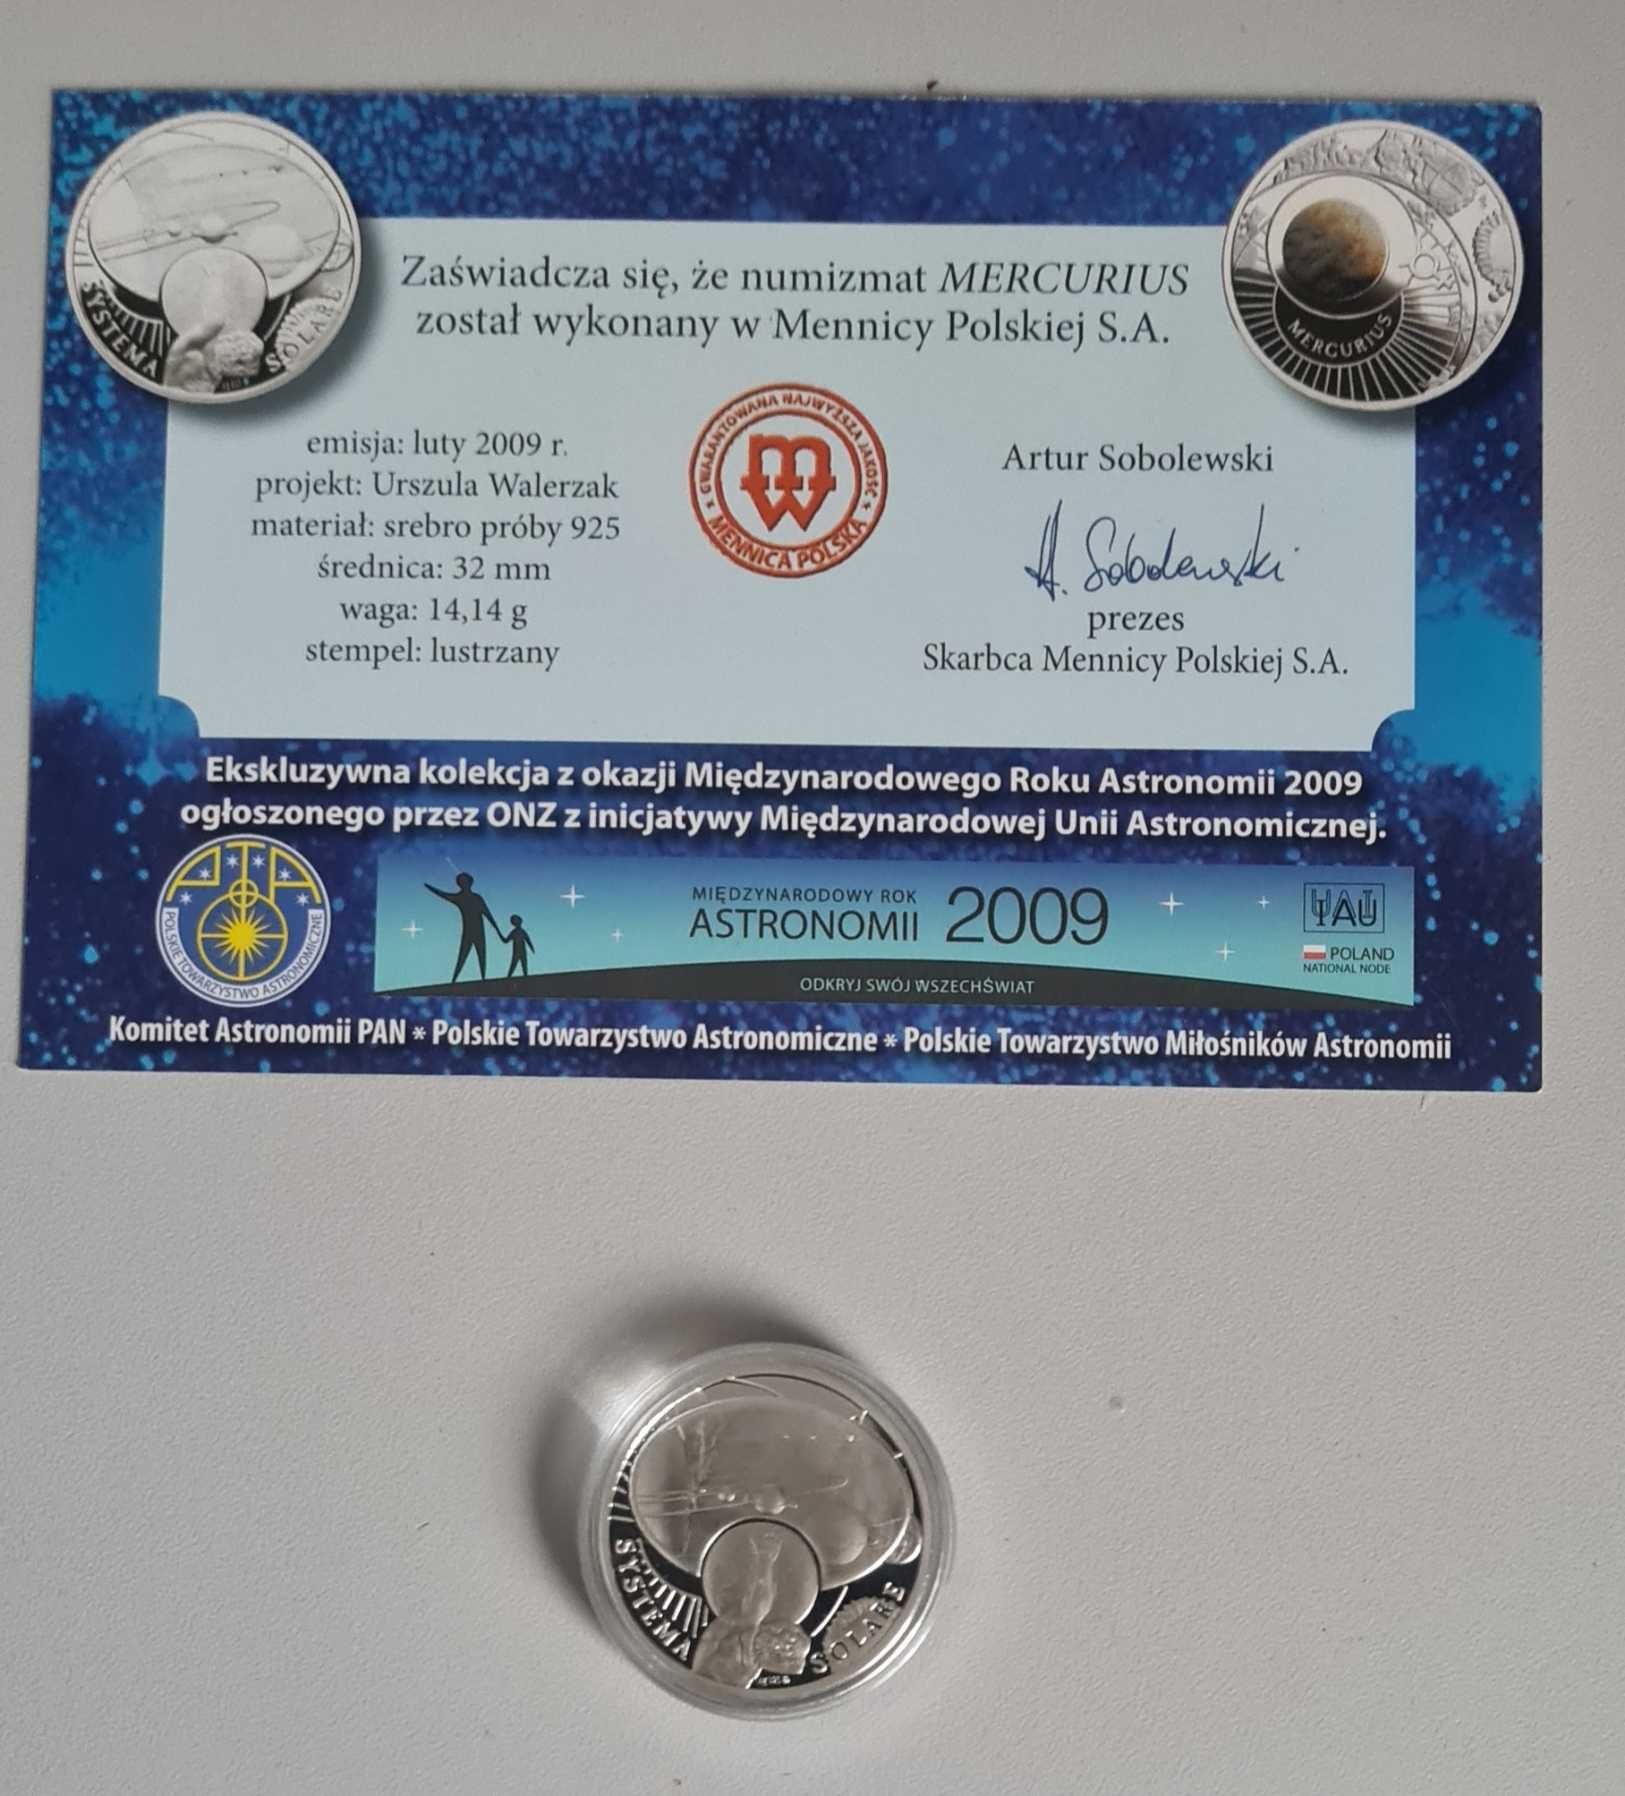 SYSTEMA SOLARE
MERCURIUS
Zaświadcza się, że numizmat MERCURIUS
został wykonany w Mennicy Polskiej S.A.
emisja: luty 2009 r.
projekt: Urszula Walerzak
materiał: srebro próby 925
średnica: 32 mm
waga: 14,14 g
stempel: lustrzany
GWARANTOWANA NAJWYŻSZA JAKOŚĆ
MW
* MENNICA POLSKA *
Artur Sobolewski
A. Sobolewski
prezes
Skarbca Mennicy Polskiej S.A.
Ekskluzywna kolekcja z okazji Międzynarodowego Roku Astronomii 2009
ogłoszonego przez ONZ z inicjatywy Międzynarodowej Unii Astronomicznej.
PTA
POLSKIE TOWARZYSTWO ASTRONOMICZNE
MIĘDZYNARODOWY ROK
ASTRONOMII 2009
ODKRYJ SWÓJ WSZECHŚWIAT
IAU
POLAND
NATIONAL NODE
Komitet Astronomii PAN * Polskie Towarzystwo Astronomiczne * Polskie Towarzystwo Miłośników Astronomii
SYSTEMA SOLARE